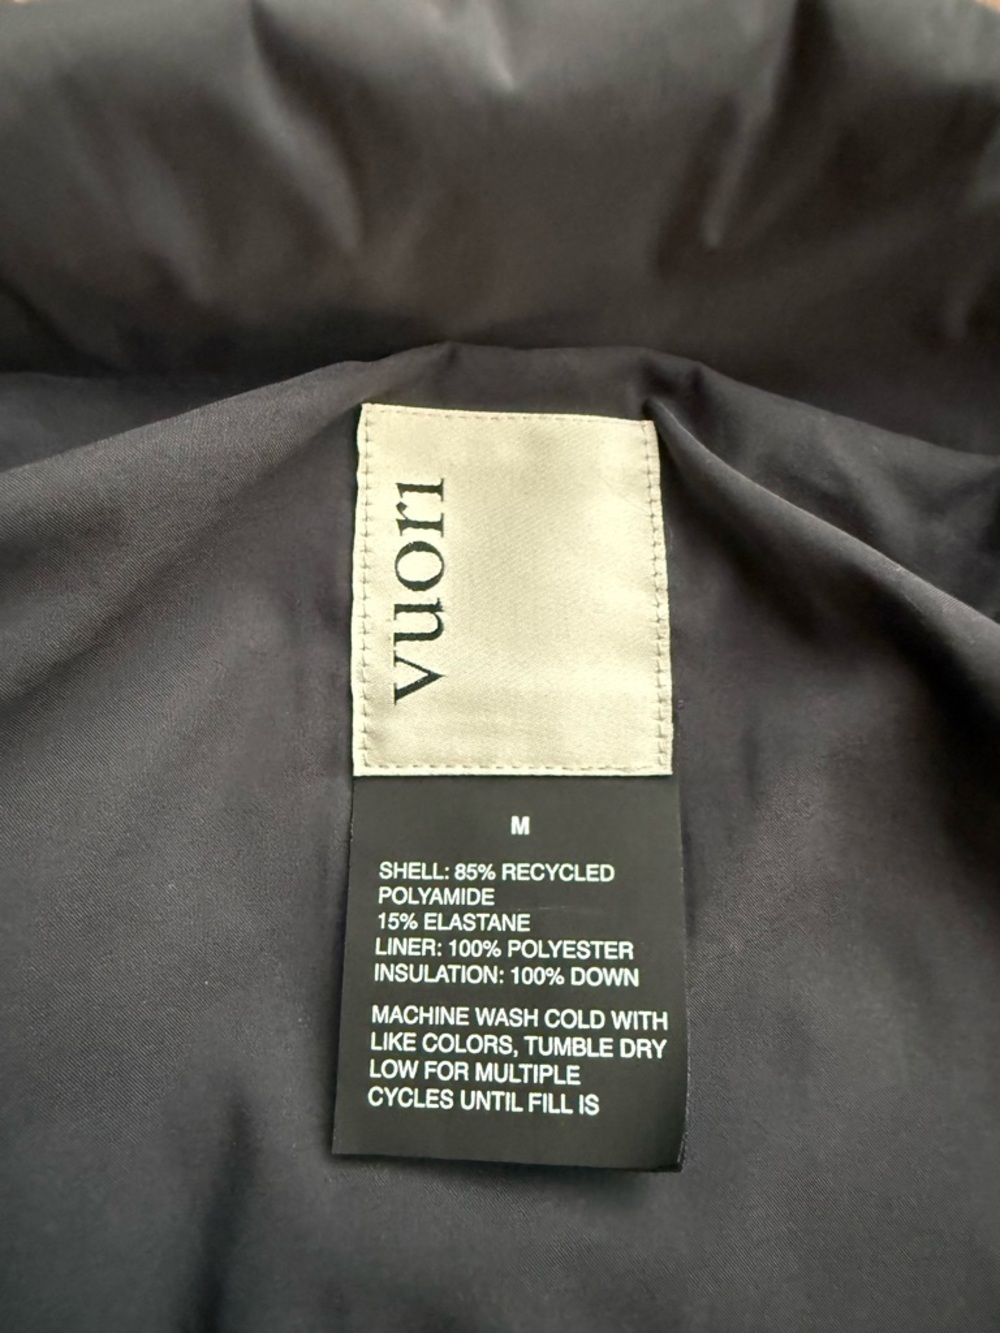 vuori
M
SHELL: 85% RECYCLED
POLYAMIDE
15% ELASTANE
LINER: 100% POLYESTER
INSULATION: 100% DOWN
MACHINE WASH COLD WITH
LIKE COLORS, TUMBLE DRY
LOW FOR MULTIPLE
CYCLES UNTIL FILL IS